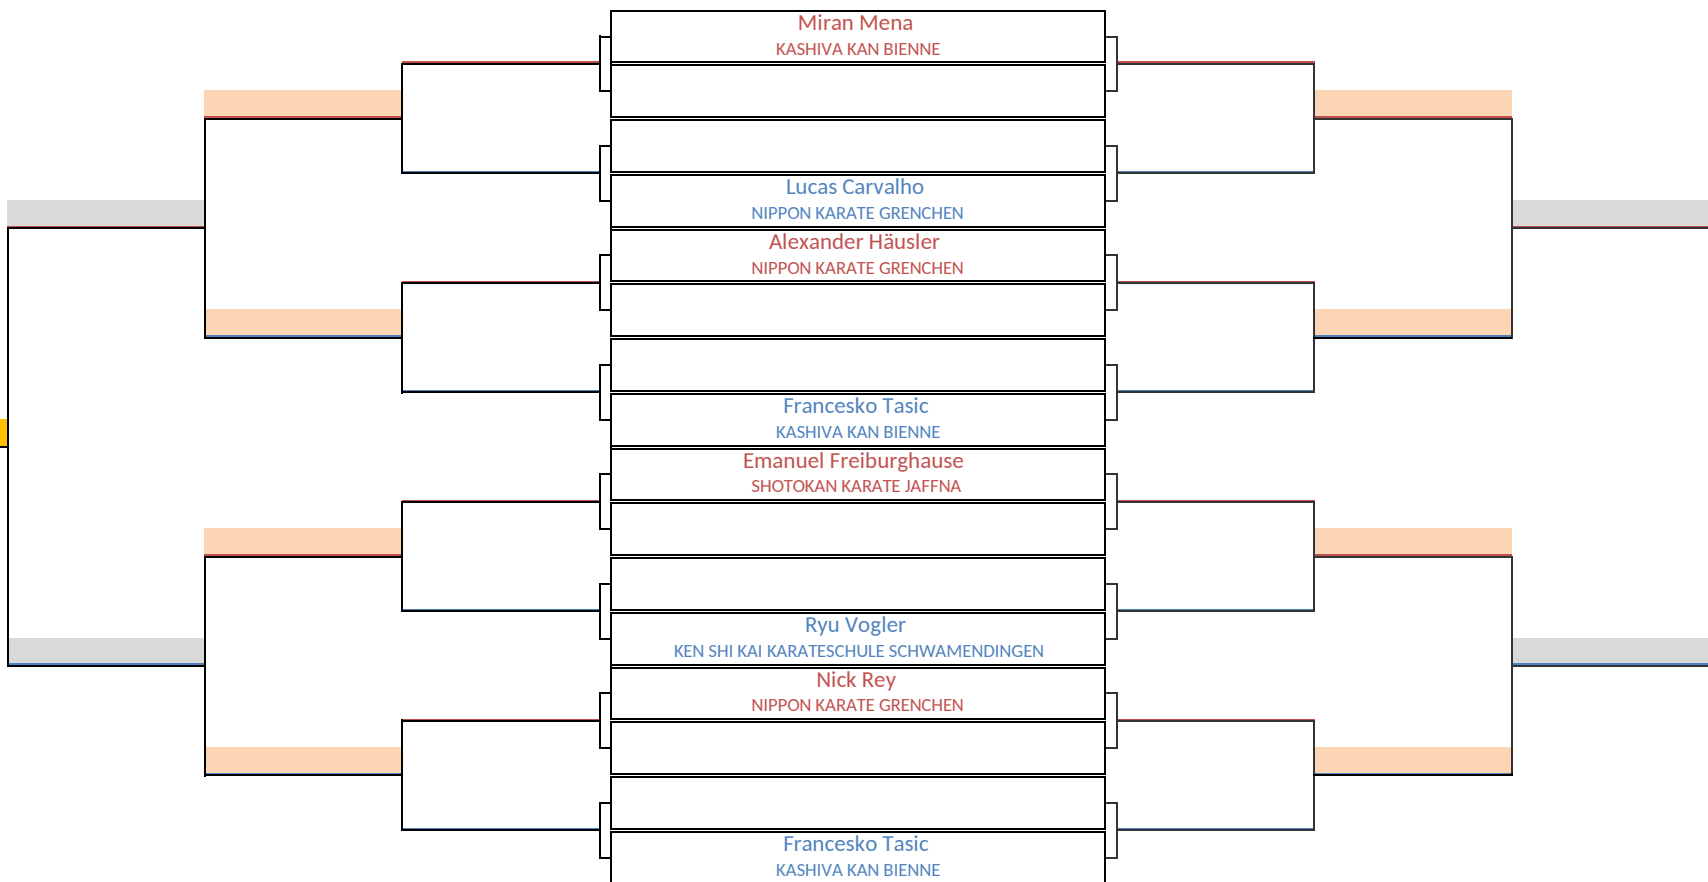 Miran Mena
KASHIVA KAN BIENNE
Lucas Carvalho
NIPPON KARATE GRENCHEN
Alexander Häusler
NIPPON KARATE GRENCHEN
Francesko Tasic
KASHIVA KAN BIENNE
Emanuel Freiburghause
SHOTOKAN KARATE JAFFNA
Ryu Vogler
KEN SHI KAI KARATESCHULE SCHWAMENDINGEN
Nick Rey
NIPPON KARATE GRENCHEN
Francesko Tasic
KASHIVA KAN BIENNE